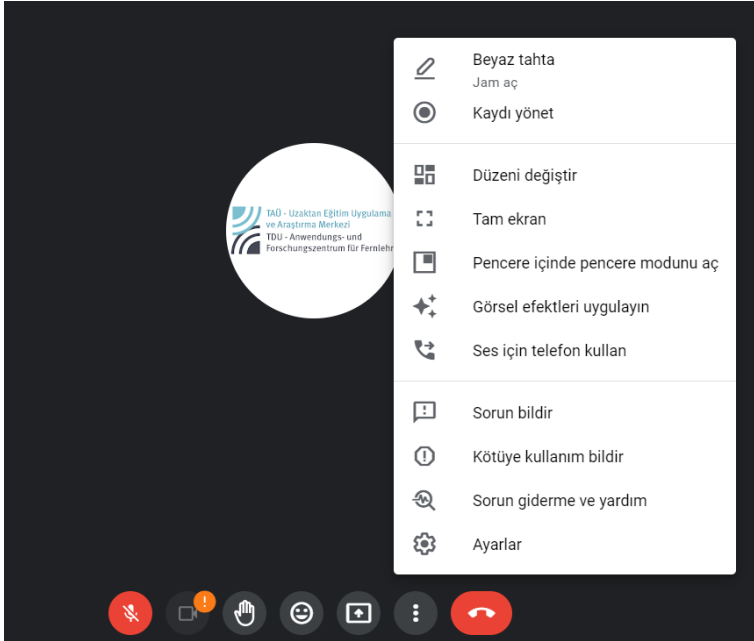 Beyaz tahta
Jam aç
Kaydı yönet
Düzeni değiştir
Tam ekran
Pencere içinde pencere modunu aç
Görsel efektleri uygulayın
Ses için telefon kullan
Sorun bildir
Kötüye kullanım bildir
Sorun giderme ve yardım
Ayarlar
TAÜ - Uzaktan Eğitim Uygulama
ve Araştırma Merkezi
TDU - Anwendungs- und
Forschungszentrum für Fernlehr